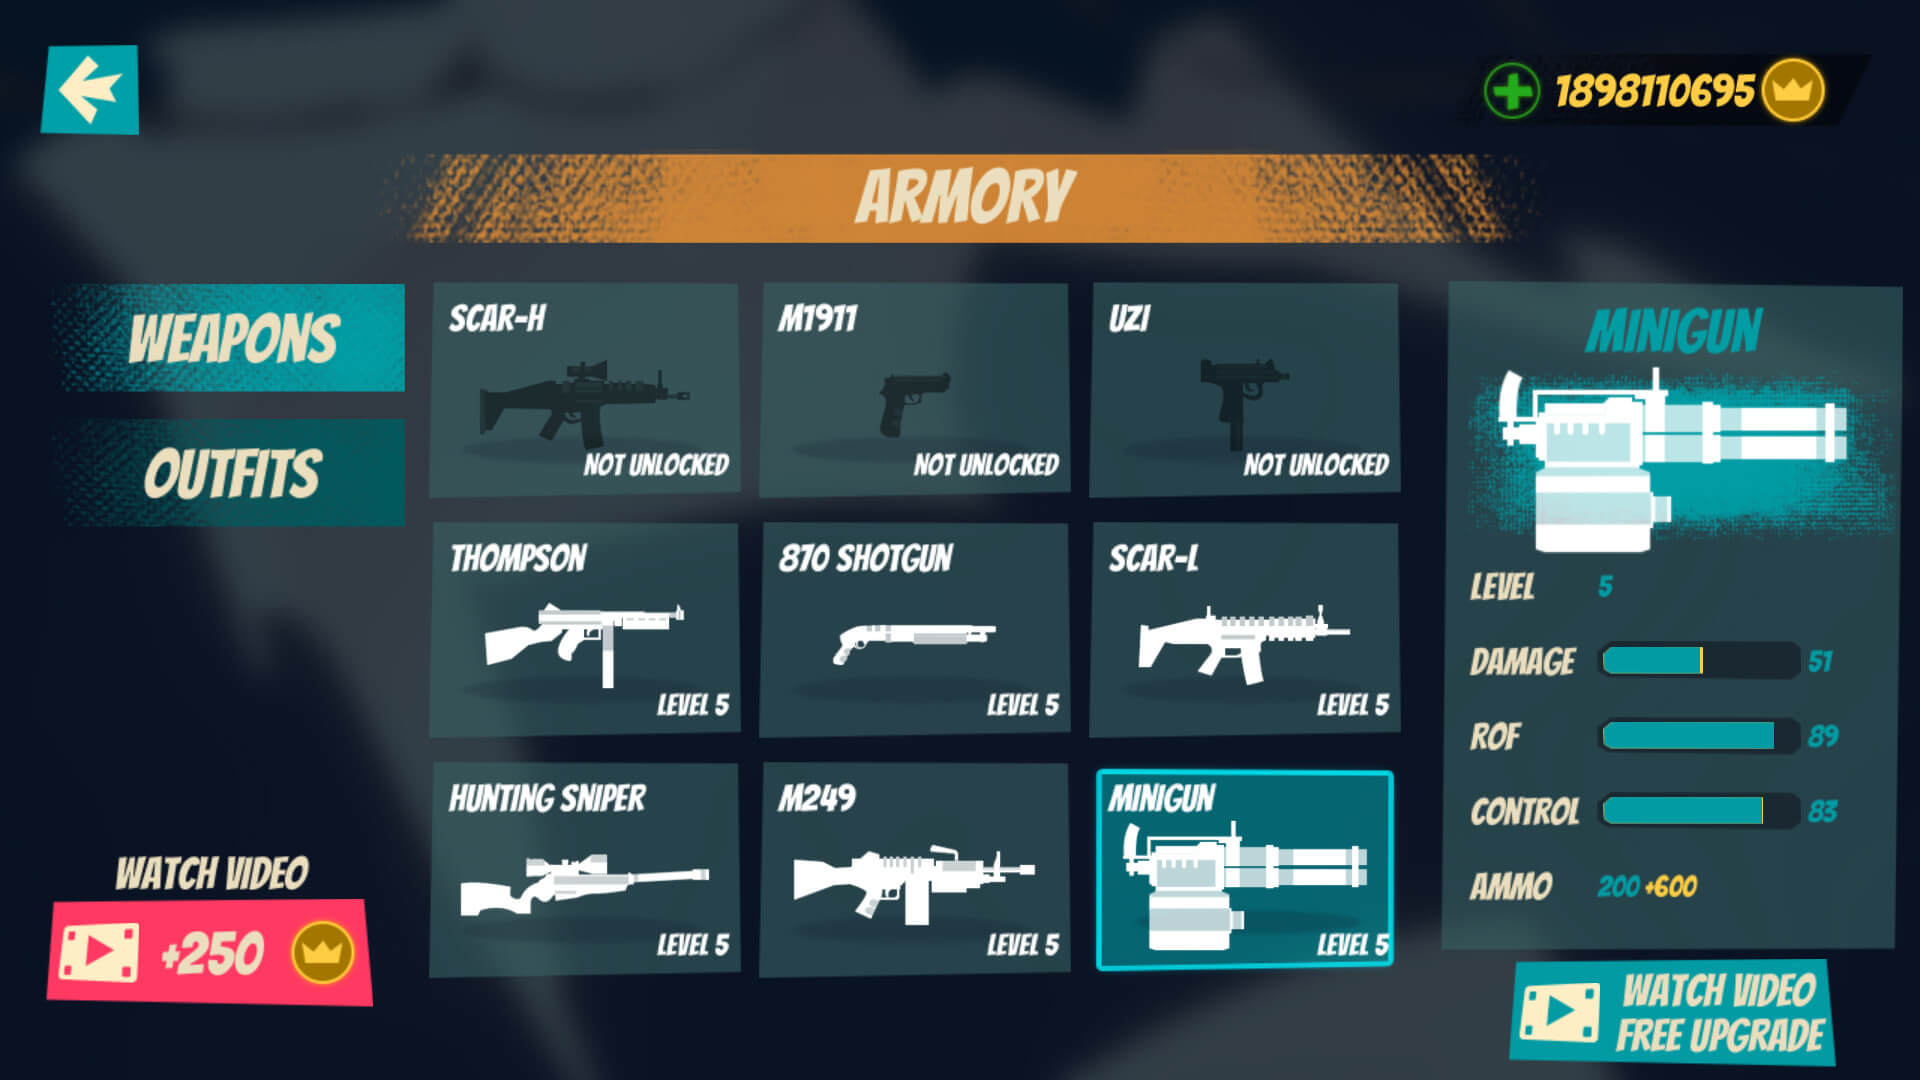 1898110695
ARMORY
WEAPONS
OUTFITS
SCAR-H
NOT UNLOCKED
M1911
NOT UNLOCKED
UZI
NOT UNLOCKED
THOMPSON
LEVEL 5
870 SHOTGUN
LEVEL 5
SCAR-L
LEVEL 5
HUNTING SNIPER
LEVEL 5
M249
LEVEL 5
MINIGUN
LEVEL 5
MINIGUN
LEVEL 5
DAMAGE 51
ROF 89
CONTROL 83
AMMO 200 +600
WATCH VIDEO
+250
WATCH VIDEO
FREE UPGRADE